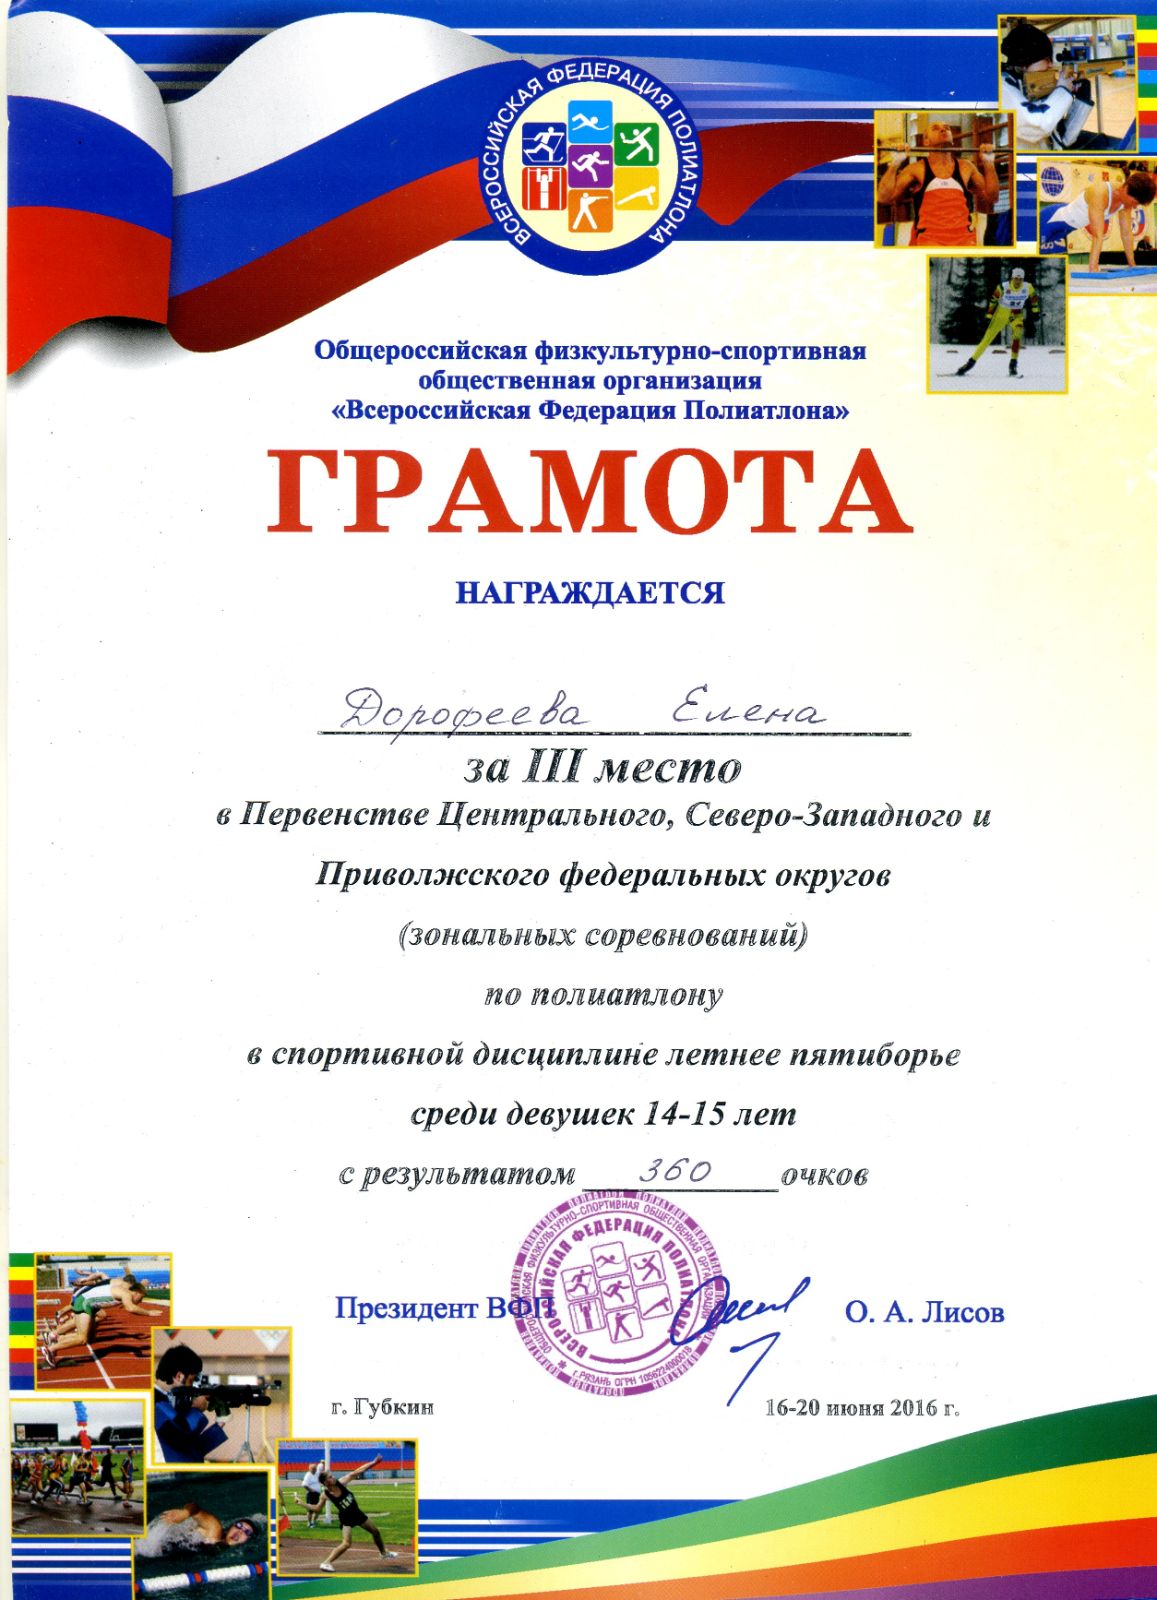 ВСЕРОССИЙСКАЯ ФЕДЕРАЦИЯ ПОЛИАТЛОНА
Общероссийская физкультурно-спортивная
общественная организация
«Всероссийская Федерация Полиатлона»
ГРАМОТА
НАГРАЖДАЕТСЯ
Дорофеева Елена
за III место
в Первенстве Центрального, Северо-Западного и
Приволжского федеральных округов
(зональных соревнований)
по полиатлону
в спортивной дисциплине летнее пятиборье
среди девушек 14-15 лет
с результатом 360 очков
ОБЩЕРОССИЙСКАЯ ФИЗКУЛЬТУРНО-СПОРТИВНАЯ ОБЩЕСТВЕННАЯ ОРГАНИЗАЦИЯ
ВСЕРОССИЙСКАЯ ФЕДЕРАЦИЯ ПОЛИАТЛОНА
г.РЯЗАНЬ ОГРН 1056224000018
Президент ВФП
О. А. Лисов
г. Губкин
16-20 июня 2016 г.